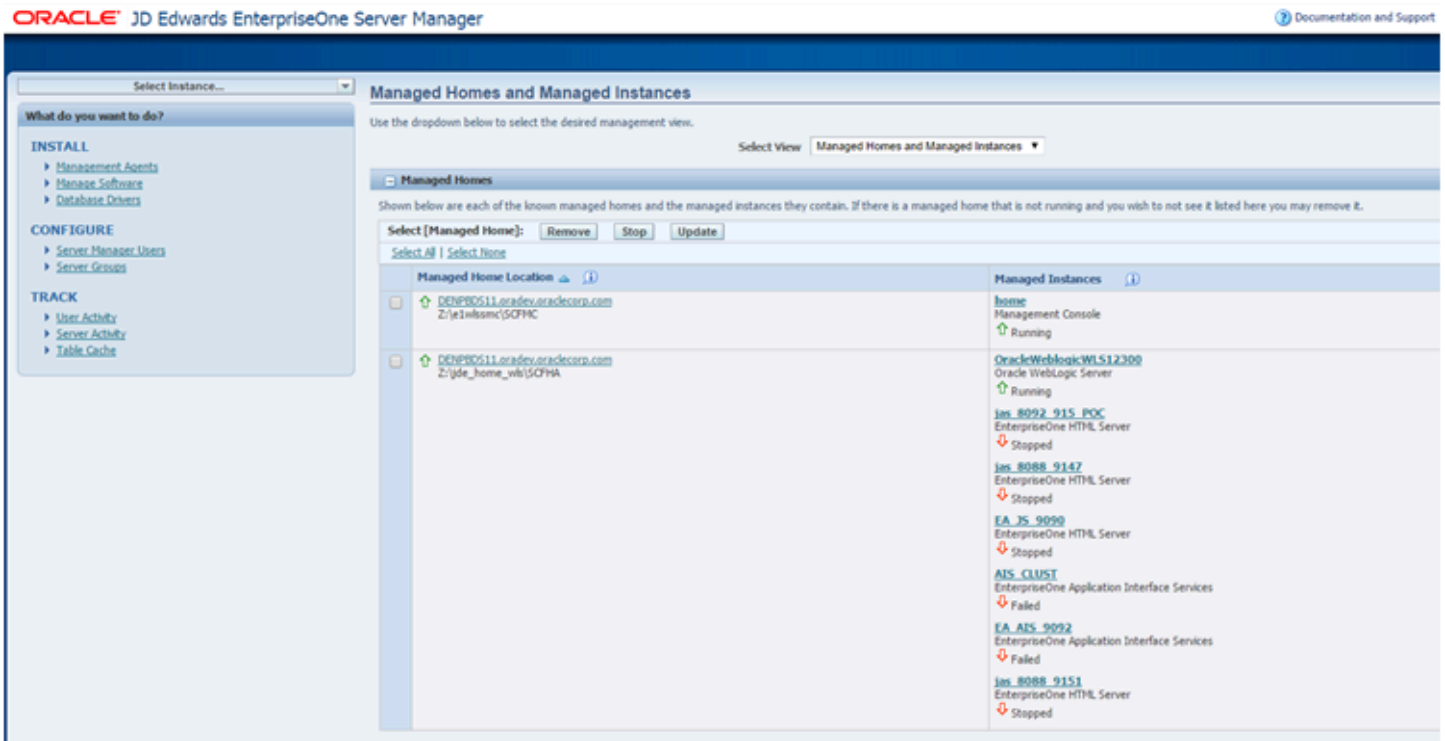 ORACLE JD Edwards EnterpriseOne Server Manager
Documentation and Support
Select Instance...
What do you want to do?
INSTALL
Management Agents
Manage Software
Database Drivers
CONFIGURE
Server Manager Users
Server Groups
TRACK
User Activity
Server Activity
Table Cache
Managed Homes and Managed Instances
Use the dropdown below to select the desired management view.
Select View Managed Homes and Managed Instances
Managed Homes
Shown below are each of the known managed homes and the managed instances they contain. If there is a managed home that is not running and you wish to not see it listed here you may remove it.
Select [Managed Home]: Remove Stop Update
Select All | Select None
Managed Home Location
Managed Instances
DENPBDS11.oradev.oraclecorp.com
Z:\e1wlssmc\SCFMC
home
Management Console
Running
DENPBDS11.oradev.oraclecorp.com
Z:\jde_home_wls\SCFHA
OracleWeblogicWLS12300
Oracle WebLogic Server
Running
jas_8092_915_POC
EnterpriseOne HTML Server
Stopped
jas_8088_9147
EnterpriseOne HTML Server
Stopped
EA_JS_9090
EnterpriseOne HTML Server
Stopped
AIS_CLUST
EnterpriseOne Application Interface Services
Failed
EA_AIS_9092
EnterpriseOne Application Interface Services
Failed
jas_8088_9151
EnterpriseOne HTML Server
Stopped